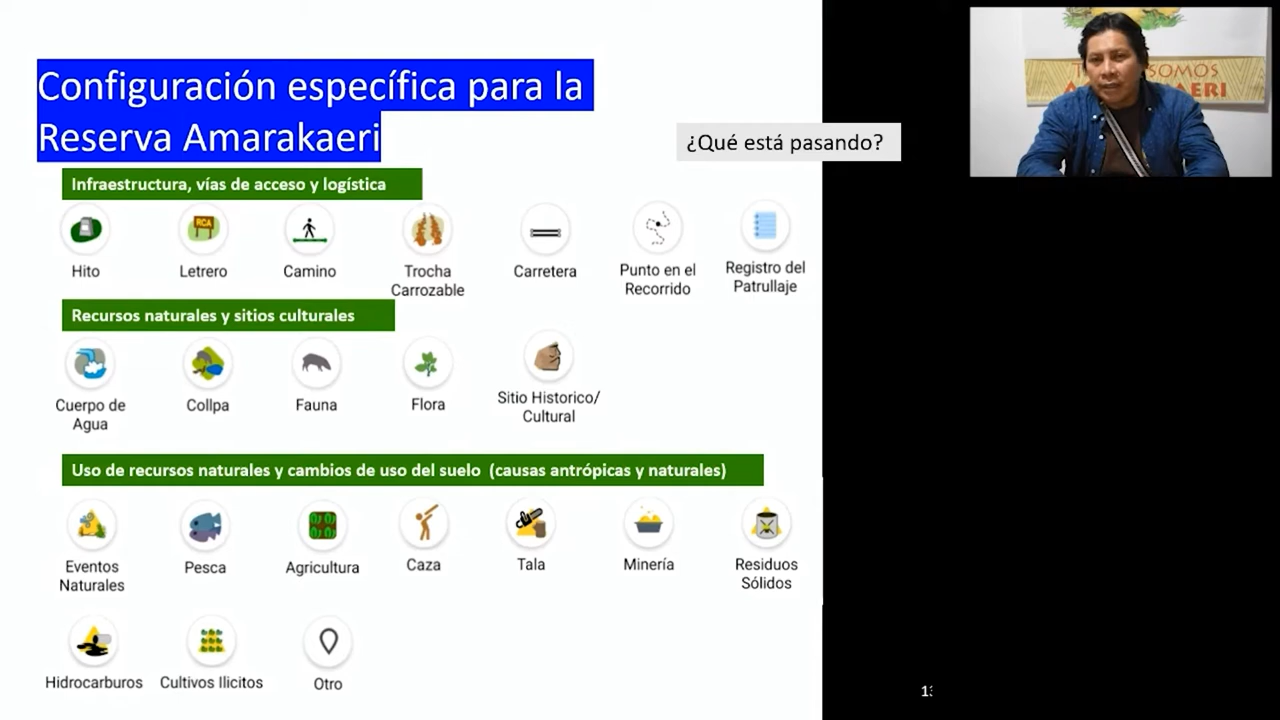 Configuración específica para la
Reserva Amarakaeri
¿Qué está pasando?
Infraestructura, vías de acceso y logística
RCA
Hito
Letrero
Camino
Trocha
Carrozable
Carretera
Punto en el
Recorrido
Registro del
Patrullaje
Recursos naturales y sitios culturales
Cuerpo de
Agua
Collpa
Fauna
Flora
Sitio Historico/
Cultural
Uso de recursos naturales y cambios de uso del suelo (causas antrópicas y naturales)
Eventos
Naturales
Pesca
Agricultura
Caza
Tala
Minería
Residuos
Sólidos
Hidrocarburos
Cultivos Ilicitos
Otro
SOMOS